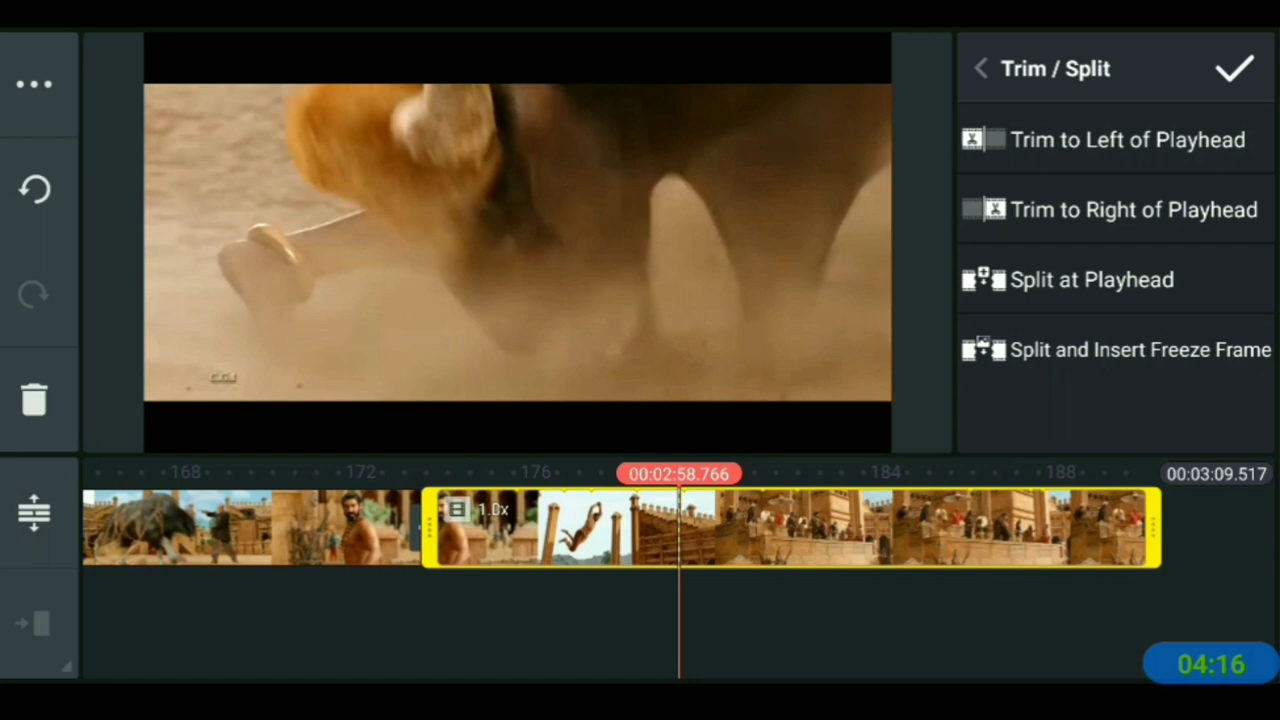 Trim / Split
Trim to Left of Playhead
Trim to Right of Playhead
Split at Playhead
Split and Insert Freeze Frame
168
172
176
00:02:58.766
184
188
00:03:09.517
1.0x
04:16